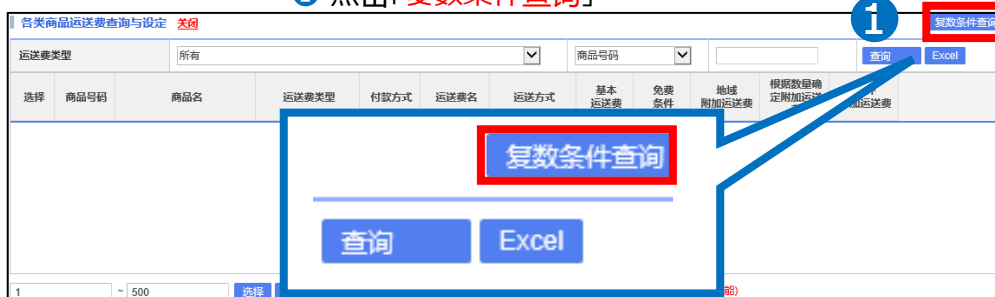 点击「复数条件查询」
各类商品运送费查询与设定 关闭
1
复数条件查询
运送费类型 所有 商品号码 查询 Excel
选择 商品号码 商品名 运送费类型 付款方式 运送费名 运送方式 基本运送费 免费条件 地域附加运送费 根据数量确定附加运送 加运送费
复数条件查询
查询 Excel
1 ~ 500 选择 能)